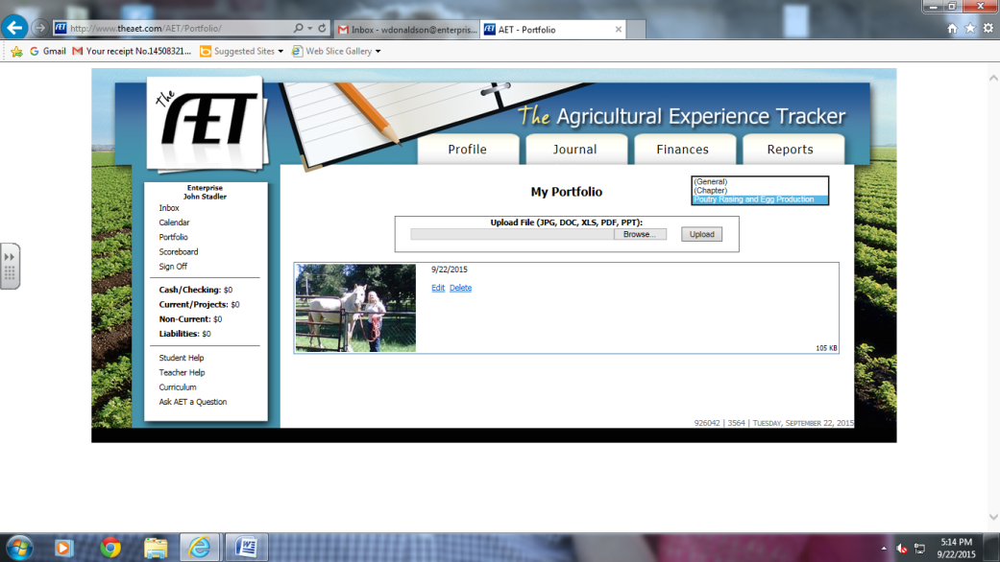 http://www.theaet.com/AET/Portfolio/
Inbox - wdonaldson@enterpris...
AET - Portfolio
Gmail
Your receipt No.14508321...
Suggested Sites
Web Slice Gallery
The AET
The Agricultural Experience Tracker
Profile
Journal
Finances
Reports
Enterprise
John Stadler
Inbox
Calendar
Portfolio
Scoreboard
Sign Off
Cash/Checking: $0
Current/Projects: $0
Non-Current: $0
Liabilities: $0
Student Help
Teacher Help
Curriculum
Ask AET a Question
My Portfolio
(General)
(Chapter)
Poutry Rasing and Egg Production
Upload File (JPG, DOC, XLS, PDF, PPT):
Browse...
Upload
9/22/2015
Edit Delete
105 KB
926042 | 3564 | Tuesday, September 22, 2015
5:14 PM
9/22/2015